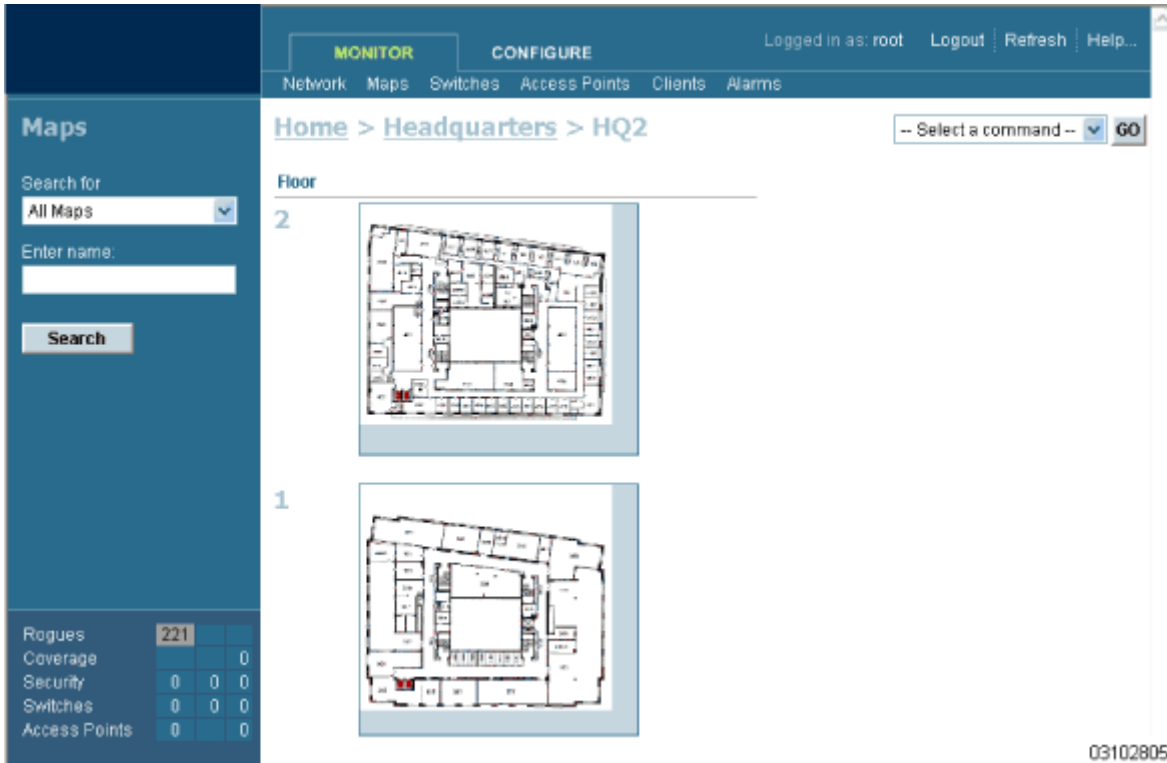 MONITOR CONFIGURE
Logged in as: root Logout Refresh Help...
Network Maps Switches Access Points Clients Alarms
Maps
Home > Headquarters > HQ2
-- Select a command -- GO
Search for
All Maps
Enter name:
Search
Floor
2
1
Rogues 221
Coverage 0
Security 0 0 0
Switches 0 0 0
Access Points 0 0
03102805